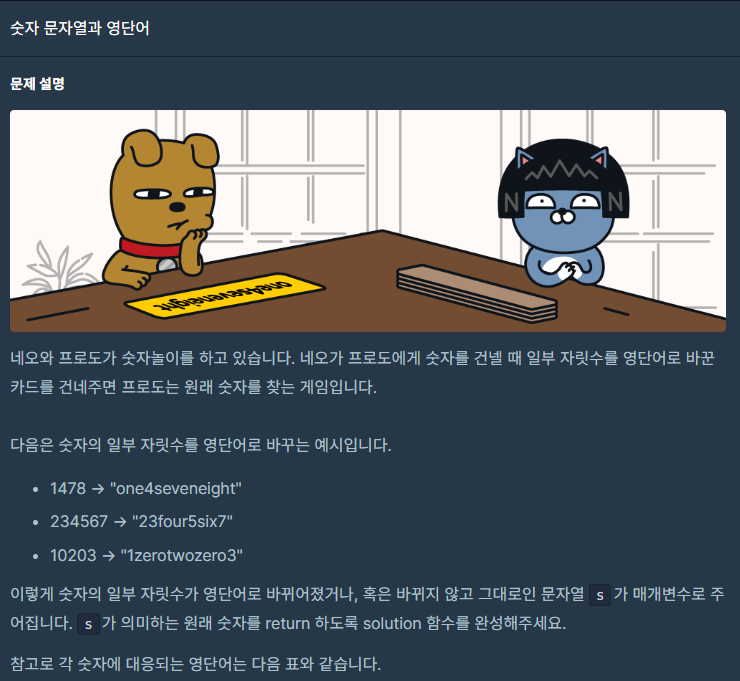 숫자 문자열과 영단어
문제 설명
one4seveneight
네오와 프로도가 숫자놀이를 하고 있습니다. 네오가 프로도에게 숫자를 건넬 때 일부 자릿수를 영단어로 바꾼
카드를 건네주면 프로도는 원래 숫자를 찾는 게임입니다.
다음은 숫자의 일부 자릿수를 영단어로 바꾸는 예시입니다.
• 1478 → "one4seveneight"
• 234567 → "23four5six7"
• 10203 → "1zerotwozero3"
이렇게 숫자의 일부 자릿수가 영단어로 바뀌어졌거나, 혹은 바뀌지 않고 그대로인 문자열 s 가 매개변수로 주
어집니다. s 가 의미하는 원래 숫자를 return 하도록 solution 함수를 완성해주세요.
참고로 각 숫자에 대응되는 영단어는 다음 표와 같습니다.